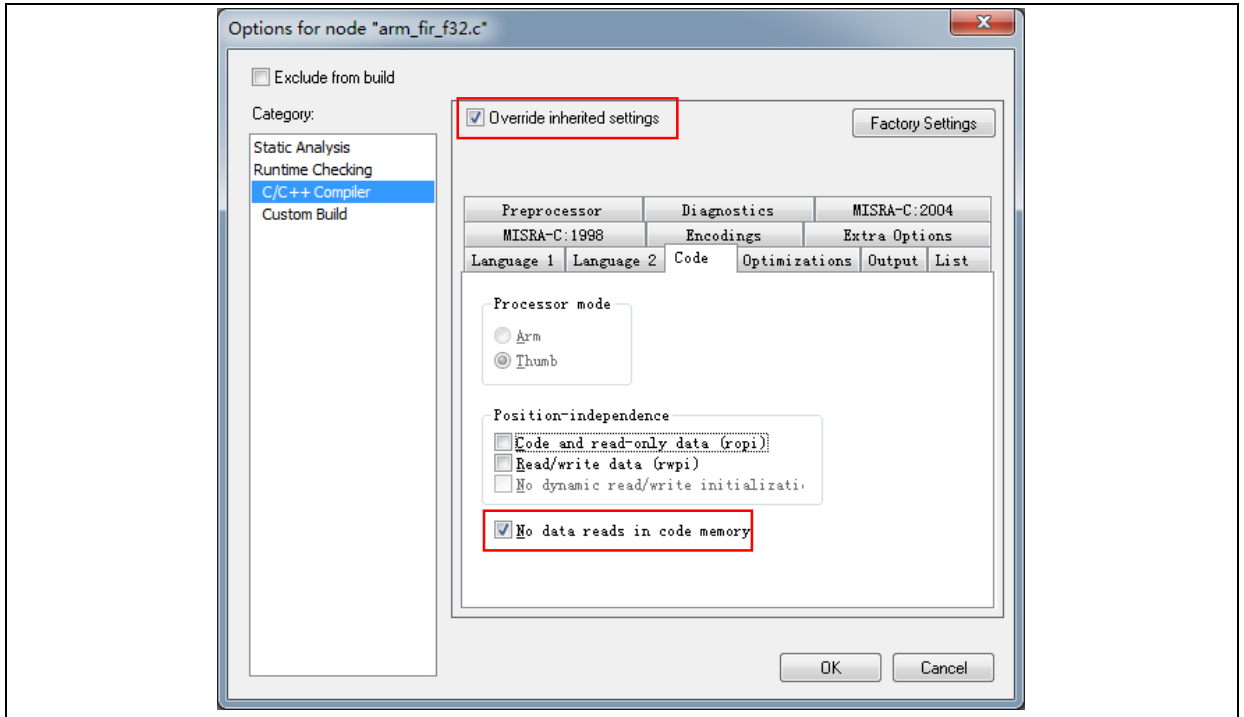 Options for node "arm_fir_f32.c"
Exclude from build
Category:
Static Analysis
Runtime Checking
C/C++ Compiler
Custom Build
Override inherited settings
Factory Settings
Preprocessor Diagnostics MISRA-C:2004
MISRA-C:1998 Encodings Extra Options
Language 1 Language 2 Code Optimizations Output List
Processor mode
Arm
Thumb
Position-independence
Code and read-only data (ropi)
Read/write data (rwpi)
No dynamic read/write initializati
No data reads in code memory
OK Cancel